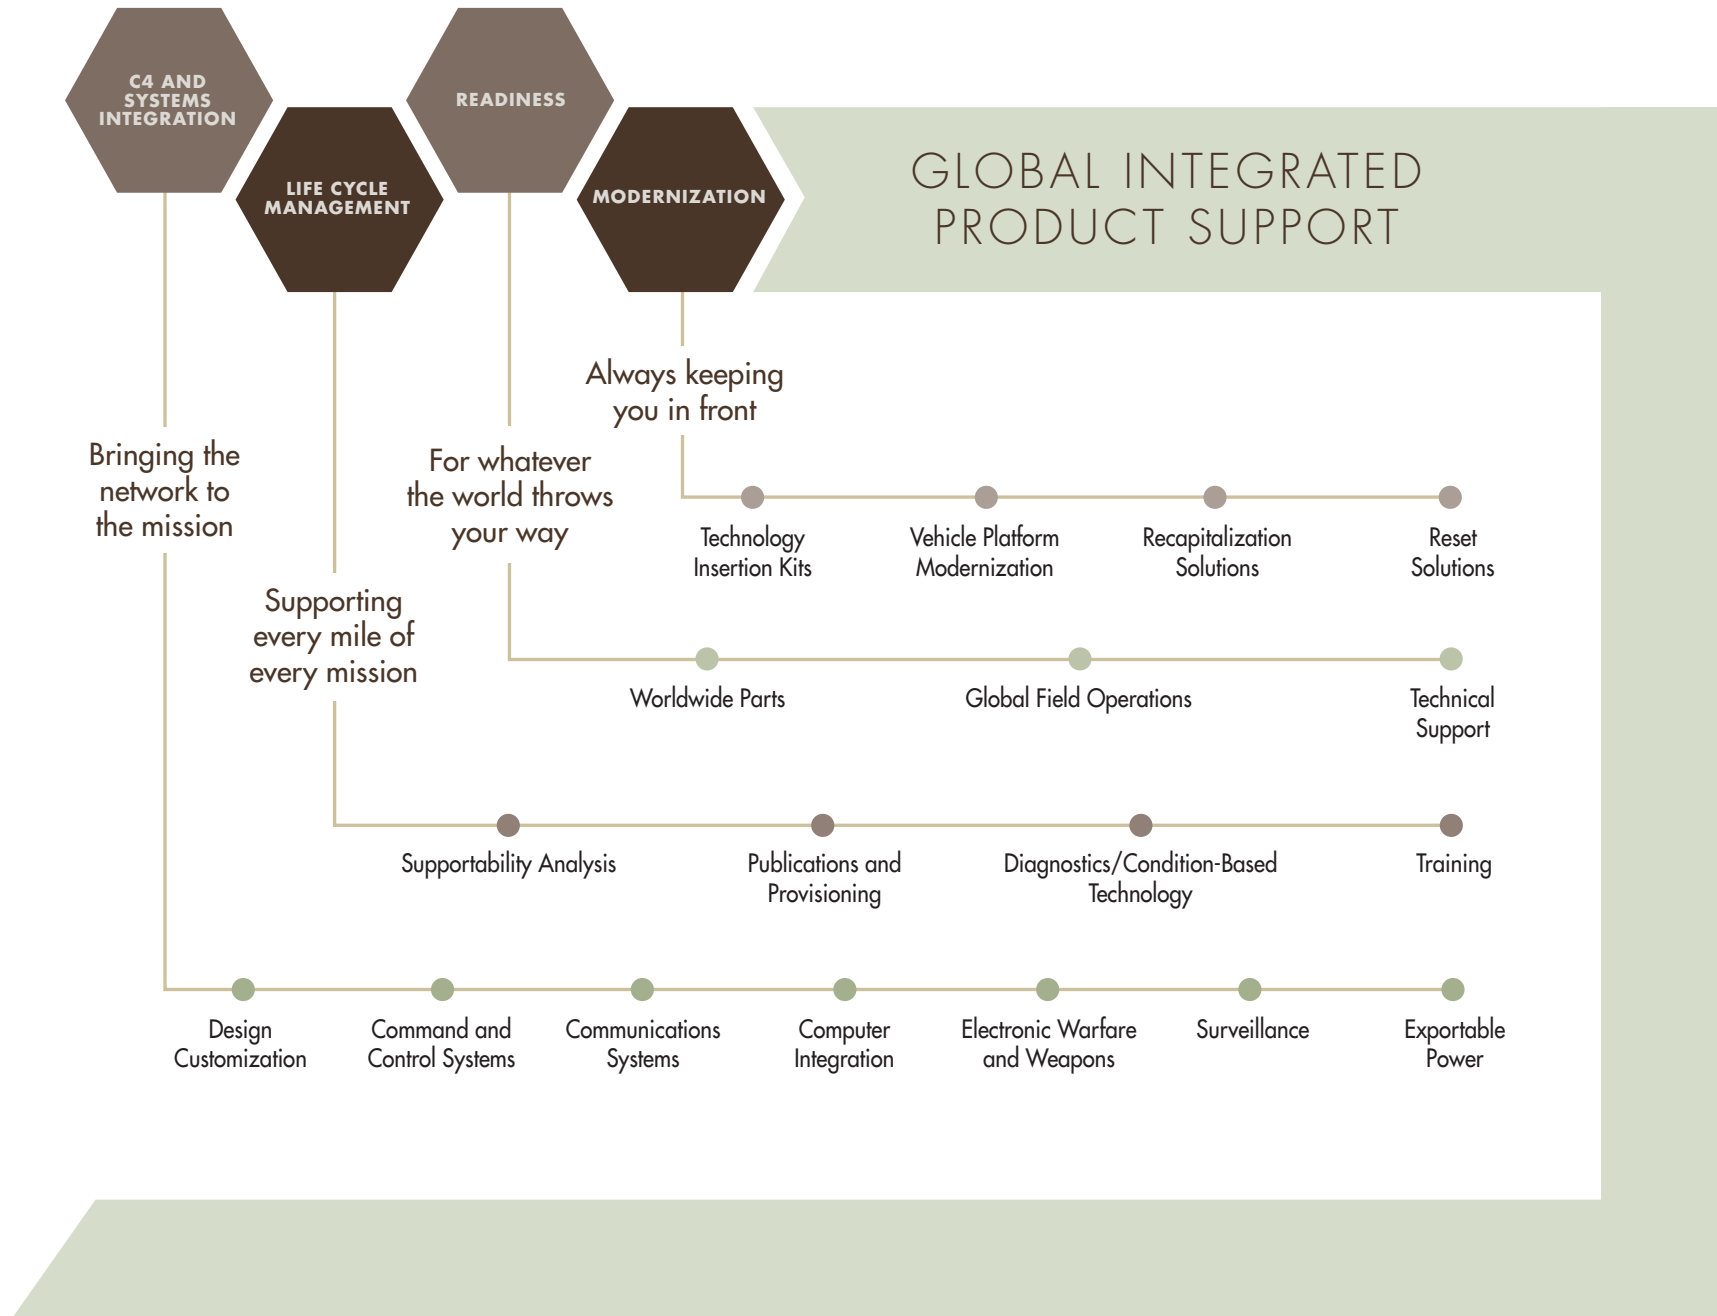 C4 AND
SYSTEMS
INTEGRATION
LIFE CYCLE
MANAGEMENT
READINESS
MODERNIZATION
GLOBAL INTEGRATED
PRODUCT SUPPORT
Always keeping
you in front
Bringing the
network to
the mission
For whatever
the world throws
your way
Supporting
every mile of
every mission
Technology
Insertion Kits
Vehicle Platform
Modernization
Recapitalization
Solutions
Reset
Solutions
Worldwide Parts
Global Field Operations
Technical
Support
Supportability Analysis
Publications and
Provisioning
Diagnostics/Condition-Based
Technology
Training
Design
Customization
Command and
Control Systems
Communications
Systems
Computer
Integration
Electronic Warfare
and Weapons
Surveillance
Exportable
Power